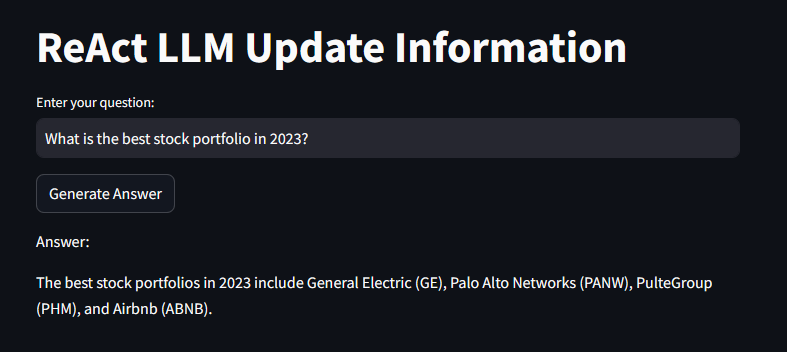 ReAct LLM Update Information
Enter your question:
What is the best stock portfolio in 2023?
Generate Answer
Answer:
The best stock portfolios in 2023 include General Electric (GE), Palo Alto Networks (PANW), PulteGroup
(PHM), and Airbnb (ABNB).